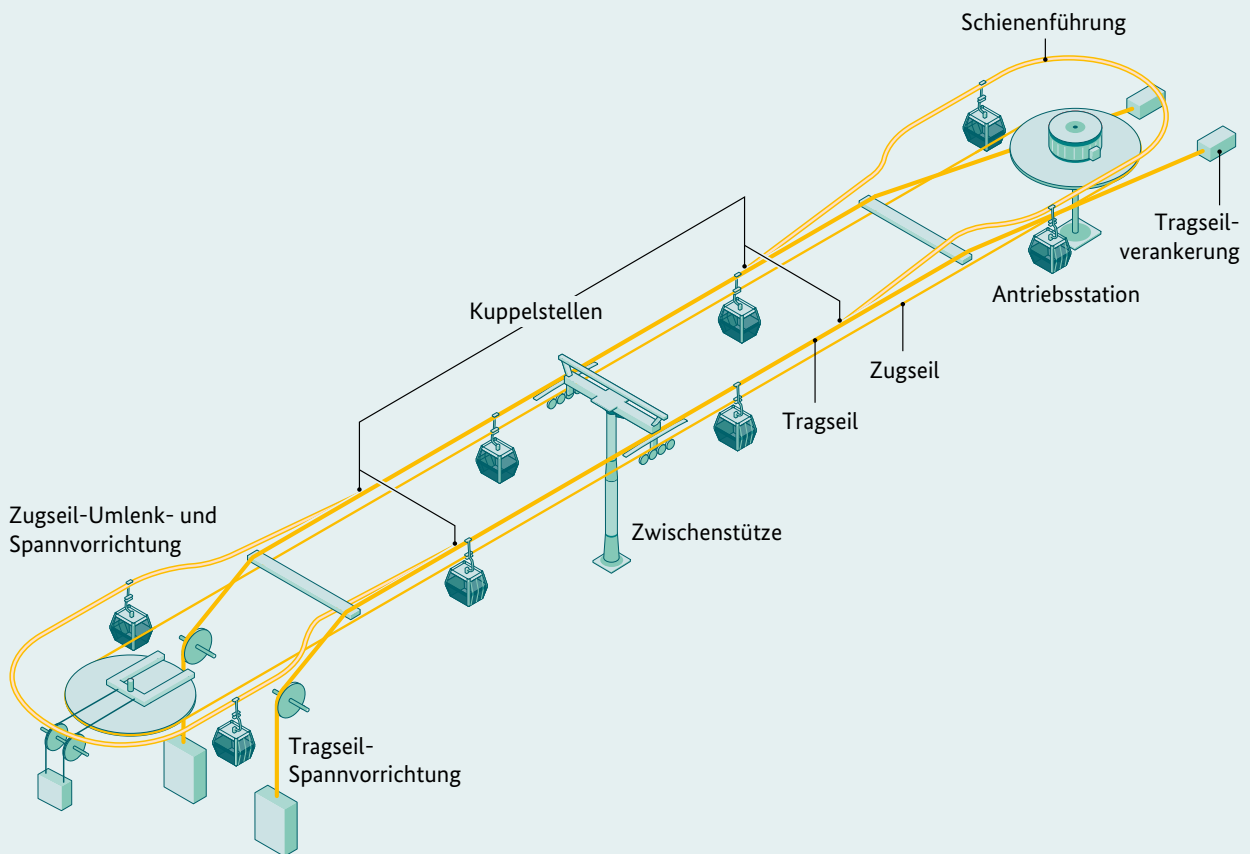 Schienenführung
Tragseil-
verankerung
Antriebsstation
Kuppelstellen
Zugseil
Tragseil
Zwischenstütze
Zugseil-Umlenk- und
Spannvorrichtung
Tragseil-
Spannvorrichtung